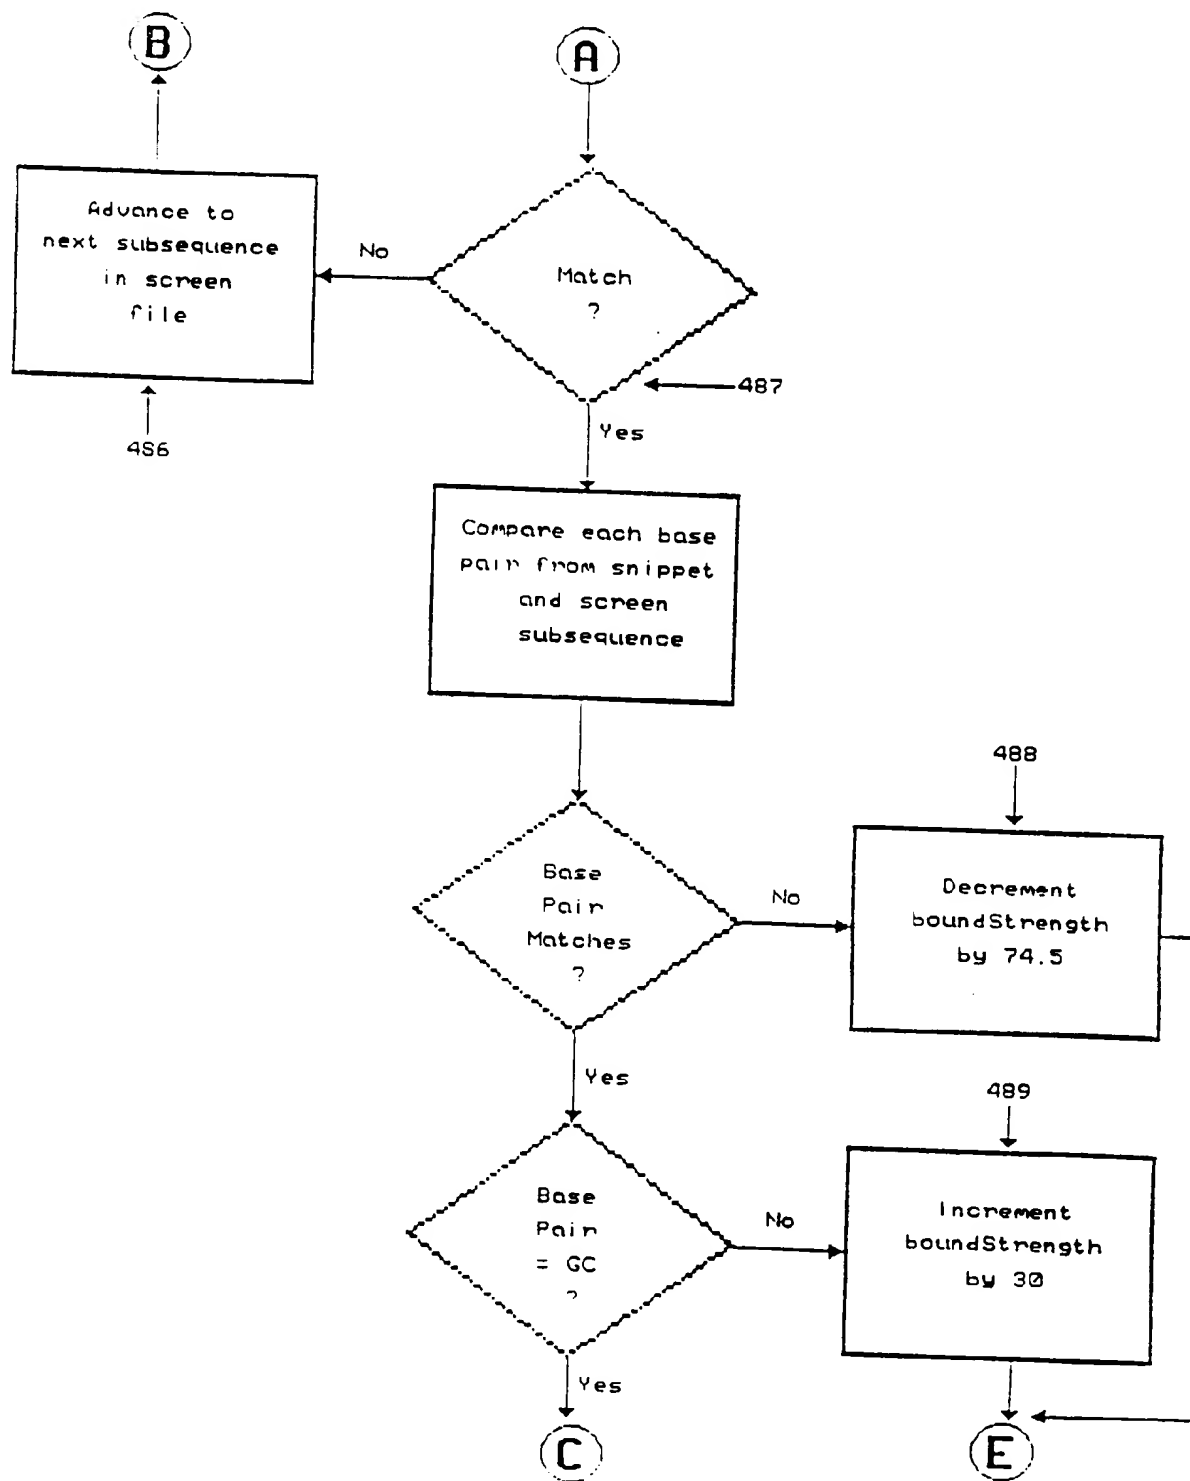 B
A
Advance to
next subsequence
in screen
file
No
Match
?
487
486
Yes
Compare each base
pair from snippet
and screen
subsequence
488
Base
Pair
Matches
?
No
Decrement
boundStrength
by 74.5
Yes
489
Base
Pair
= GC
?
No
Increment
boundStrength
by 30
Yes
C
E